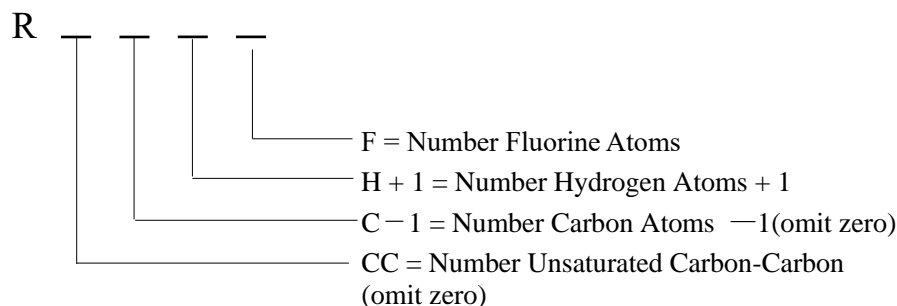 R
F = Number Fluorine Atoms
H + 1 = Number Hydrogen Atoms + 1
C－1 = Number Carbon Atoms －1(omit zero)
CC = Number Unsaturated Carbon-Carbon
(omit zero)